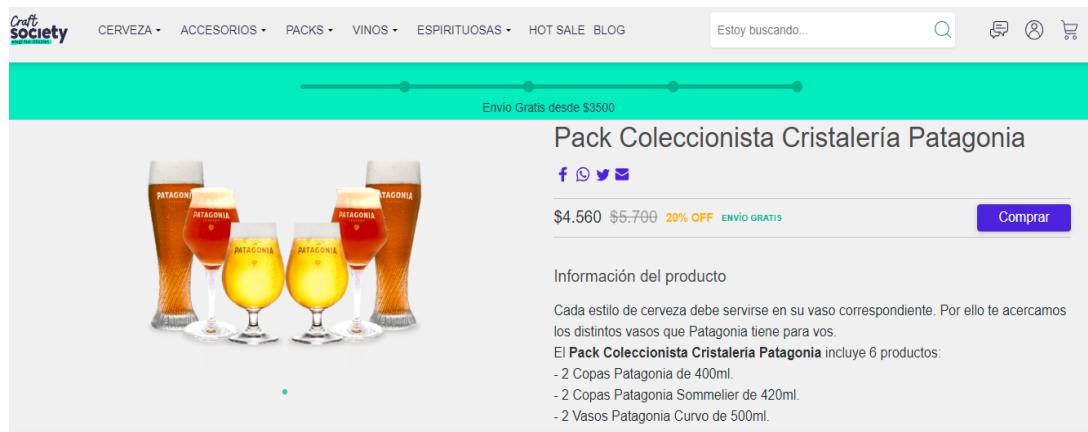 Craft
society
CERVEZA
ACCESORIOS
PACKS
VINOS
ESPIRITUOSAS
HOT SALE
BLOG
Estoy buscando...
Envío Gratis desde $3500
Pack Coleccionista Cristalería Patagonia
$4.560 $5.700 20% OFF ENVÍO GRATIS
Comprar
PATAGONIA
PATAGONIA
PATAGONIA
PATAGONIA
Información del producto
Cada estilo de cerveza debe servirse en su vaso correspondiente. Por ello te acercamos
los distintos vasos que Patagonia tiene para vos.
El Pack Coleccionista Cristalería Patagonia incluye 6 productos:
- 2 Copas Patagonia de 400ml.
- 2 Copas Patagonia Sommelier de 420ml.
- 2 Vasos Patagonia Curvo de 500ml.